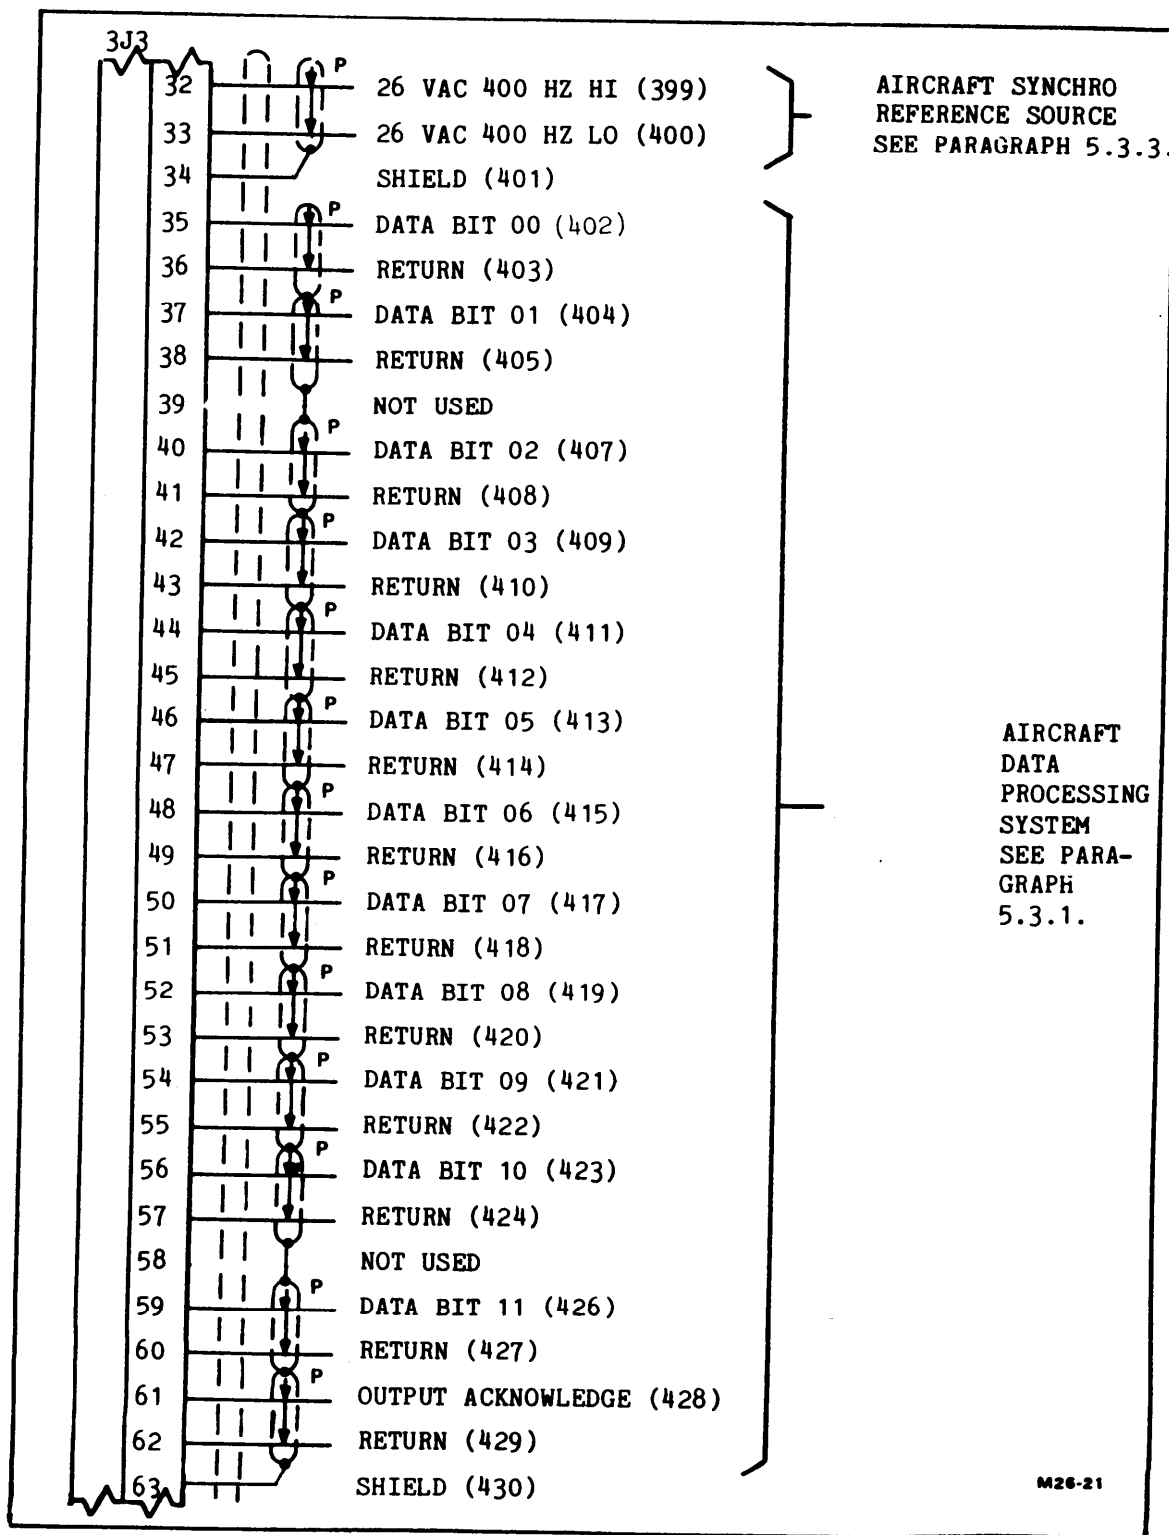 3J3
32 P 26 VAC 400 HZ HI (399)
33 26 VAC 400 HZ LO (400)
34 SHIELD (401)
AIRCRAFT SYNCHRO
REFERENCE SOURCE
SEE PARAGRAPH 5.3.3.
35 P DATA BIT 00 (402)
36 RETURN (403)
37 P DATA BIT 01 (404)
38 RETURN (405)
39 NOT USED
40 P DATA BIT 02 (407)
41 RETURN (408)
42 P DATA BIT 03 (409)
43 RETURN (410)
44 P DATA BIT 04 (411)
45 RETURN (412)
46 P DATA BIT 05 (413)
47 RETURN (414)
48 P DATA BIT 06 (415)
49 RETURN (416)
50 P DATA BIT 07 (417)
51 RETURN (418)
52 P DATA BIT 08 (419)
53 RETURN (420)
54 P DATA BIT 09 (421)
55 RETURN (422)
56 P DATA BIT 10 (423)
57 RETURN (424)
58 NOT USED
59 P DATA BIT 11 (426)
60 RETURN (427)
61 P OUTPUT ACKNOWLEDGE (428)
62 RETURN (429)
63 SHIELD (430)
AIRCRAFT
DATA
PROCESSING
SYSTEM
SEE PARA-
GRAPH
5.3.1.
M26-21